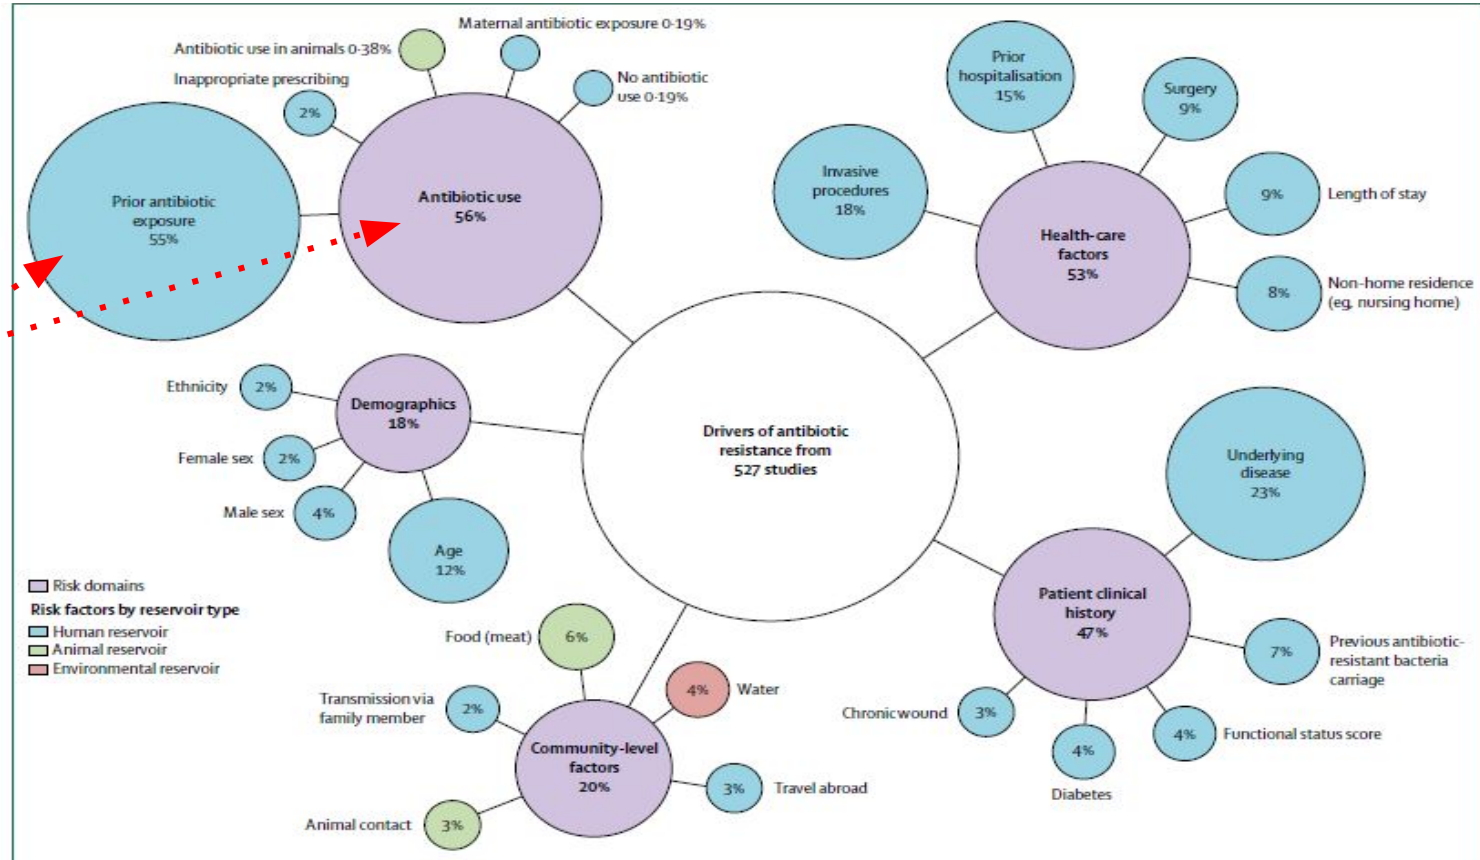 Maternal antibiotic exposure 0·19%
Antibiotic use in animals 0·38%
Inappropriate prescribing
2%
No antibiotic
use 0·19%
Prior antibiotic
exposure
55%
Antibiotic use
56%
Prior
hospitalisation
15%
Surgery
9%
Invasive
procedures
18%
9%
Length of stay
Health-care
factors
53%
8%
Non-home residence
(eg, nursing home)
Ethnicity
2%
Demographics
18%
Female sex
2%
Male sex
4%
Age
12%
Drivers of antibiotic
resistance from
527 studies
Underlying
disease
23%
Patient clinical
history
47%
7%
Previous antibiotic-
resistant bacteria
carriage
Chronic wound
3%
4%
Diabetes
4%
Functional status score
Risk domains
Risk factors by reservoir type
Human reservoir
Animal reservoir
Environmental reservoir
Food (meat)
6%
4%
Water
Transmission via
family member
2%
Community-level
factors
20%
3%
Travel abroad
Animal contact
3%